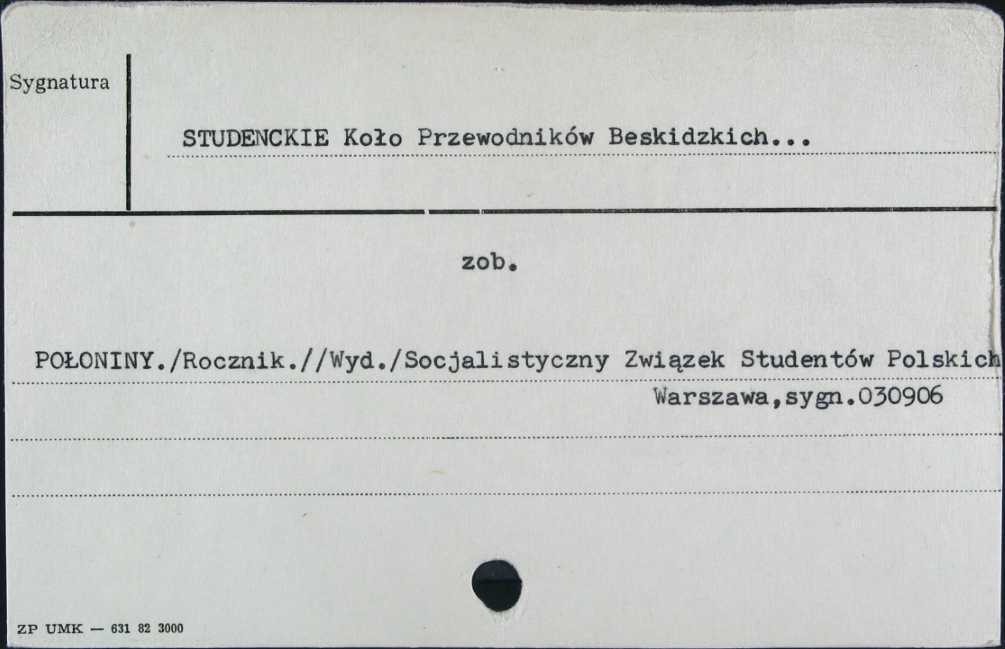 Sygnatura
STUDENCKIE Koło Przewodników Beskidzkich...
zob.
POŁONINY./Rocznik.//Wyd./Socjalistyczny Związek Studentów Polskich
Warszawa,sygn.030906
ZP UMK — 631 82 3000